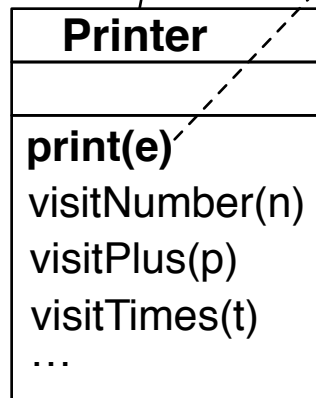 Printer
print(e)
visitNumber(n)
visitPlus(p)
visitTimes(t)
…